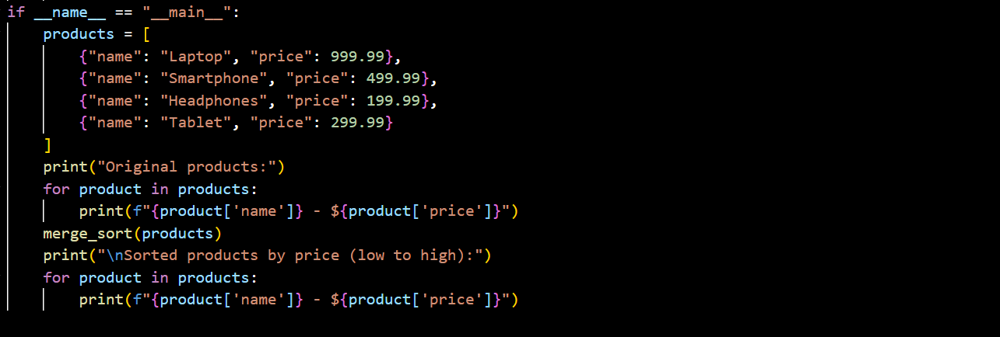 if __name__ == "__main__":
    products = [
        {"name": "Laptop", "price": 999.99},
        {"name": "Smartphone", "price": 499.99},
        {"name": "Headphones", "price": 199.99},
        {"name": "Tablet", "price": 299.99}
    ]
    print("Original products:")
    for product in products:
        print(f"{product['name']} - ${product['price']}")
    merge_sort(products)
    print("\nSorted products by price (low to high):")
    for product in products:
        print(f"{product['name']} - ${product['price']}")